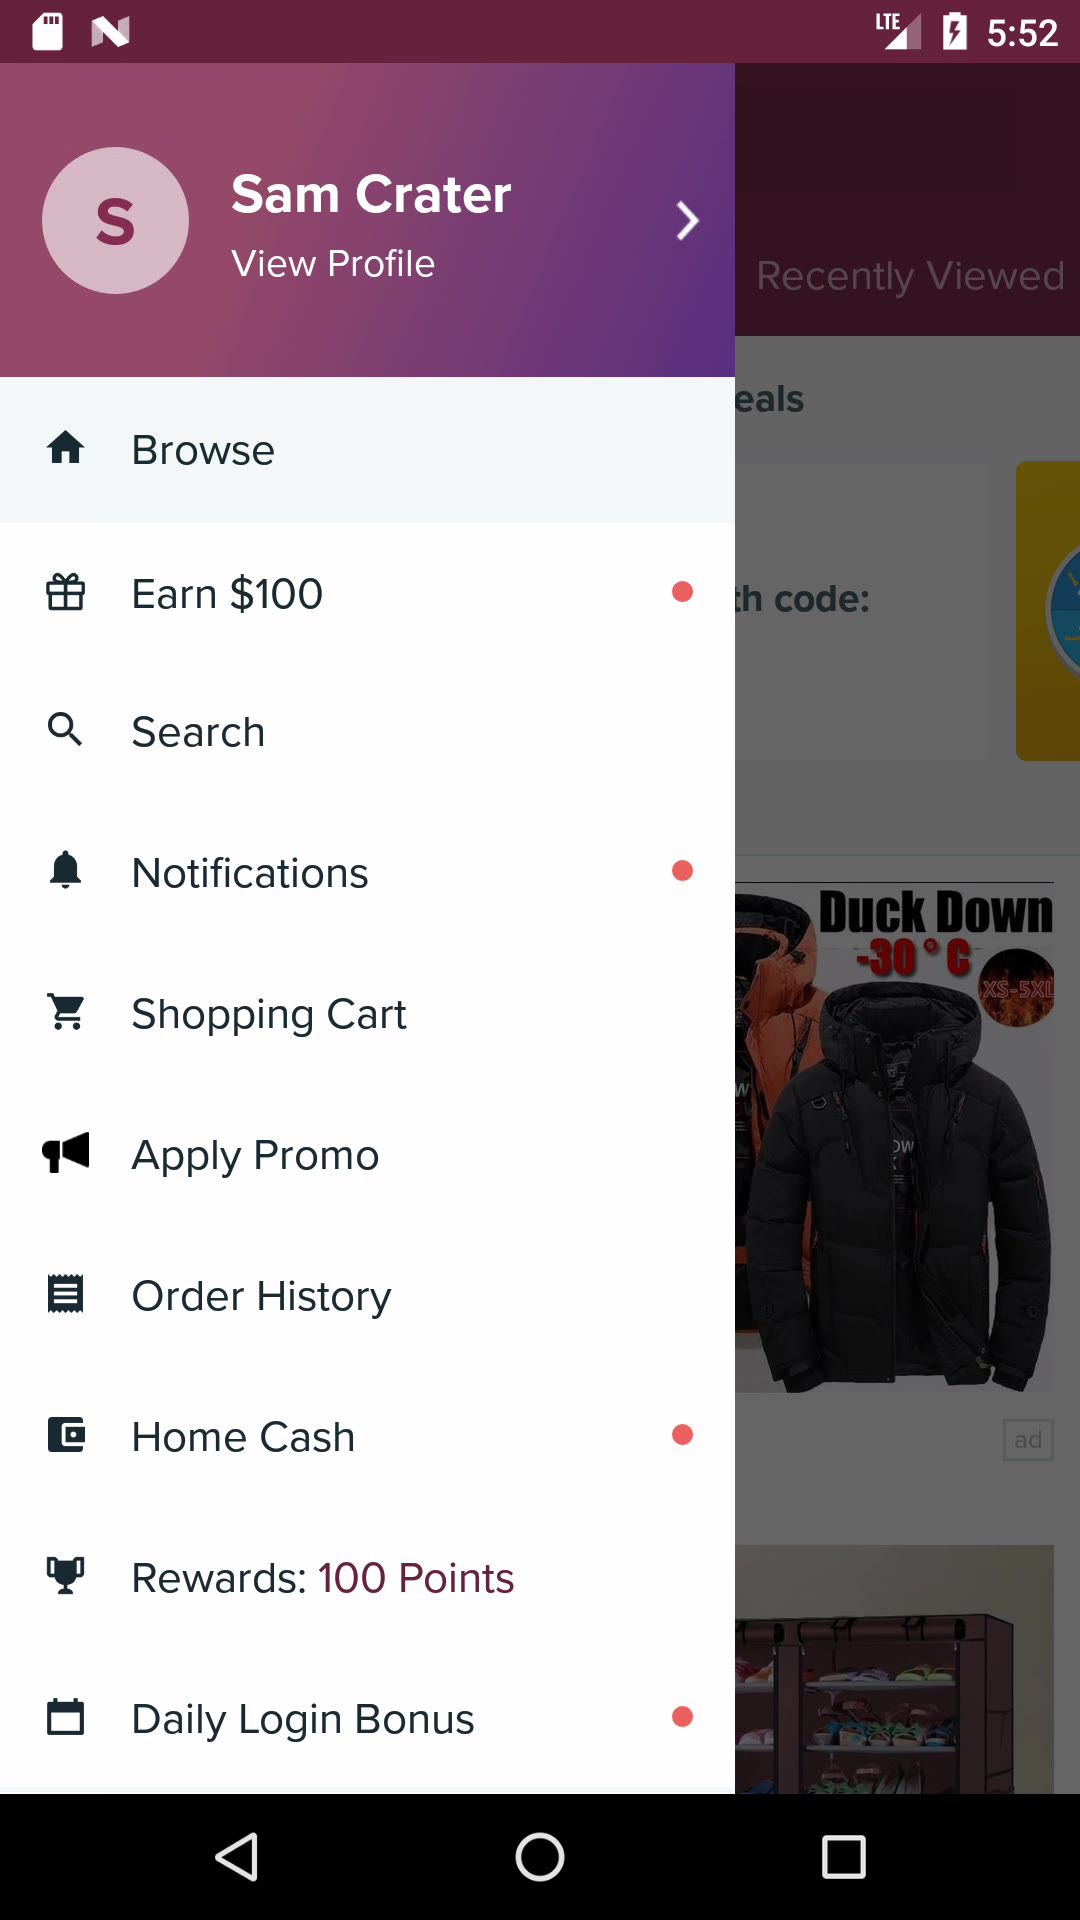 LTE 5:52
S
Sam Crater
View Profile
Recently Viewed
eals
Browse
Earn $100
th code:
Search
Notifications
Duck Down
-30°C
XS-5XL
Shopping Cart
Apply Promo
Order History
Home Cash
ad
Rewards: 100 Points
Daily Login Bonus